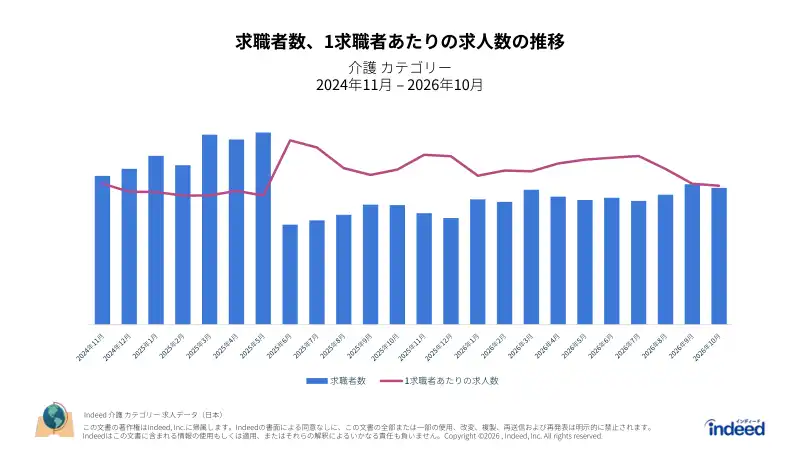 求職者数、1求職者あたりの求人数の推移
介護 カテゴリー
2024年11月 – 2026年10月
2024年11月
2024年12月
2025年1月
2025年2月
2025年3月
2025年4月
2025年5月
2025年6月
2025年7月
2025年8月
2025年9月
2025年10月
2025年11月
2025年12月
2026年1月
2026年2月
2026年3月
2026年4月
2026年5月
2026年6月
2026年7月
2026年8月
2026年9月
2026年10月
求職者数
1求職者あたりの求人数
Indeed 介護 カテゴリー 求人データ（日本）
この文書の著作権はIndeed, Inc.に帰属します。Indeedの書面による同意なしに、この文書の全部または一部の使用、改変、複製、再送信および再発表は明示的に禁止されます。
Indeedはこの文書に含まれる情報の使用もしくは適用、またはそれらの解釈によるいかなる責任も負いません。Copyright ©2026 , Indeed, Inc. All rights reserved
インディード
indeed